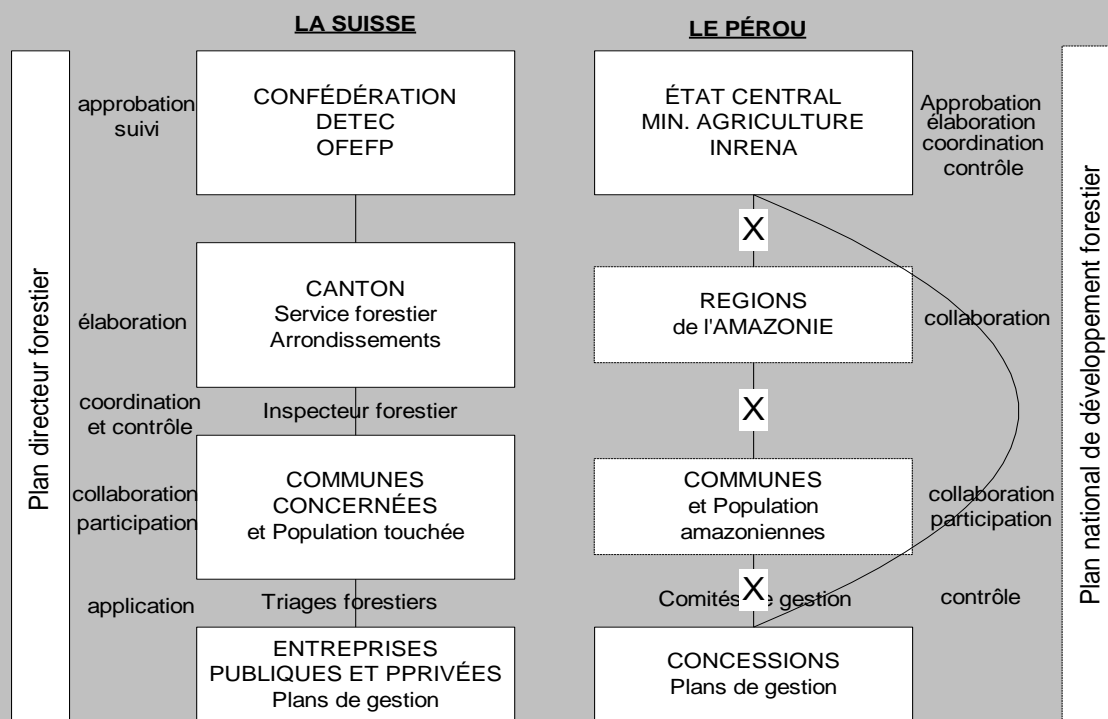 LA SUISSE
LE PÉROU
Plan directeur forestier
approbation
suivi
CONFÉDÉRATION
DETEC
OFEFP
élaboration
CANTON
Service forestier
Arrondissements
coordination
et contrôle
Inspecteur forestier
collaboration
participation
COMMUNES
CONCERNÉES
et Population touchée
application
Triages forestiers
ENTREPRISES
PUBLIQUES ET PPRIVÉES
Plans de gestion
ÉTAT CENTRAL
MIN. AGRICULTURE
INRENA
Approbation
élaboration
coordination
contrôle
X
REGIONS
de l'AMAZONIE
collaboration
X
COMMUNES
et Population
amazoniennes
collaboration
participation
X
Comités e gestion
contrôle
CONCESSIONS
Plans de gestion
Plan national de développement forestier